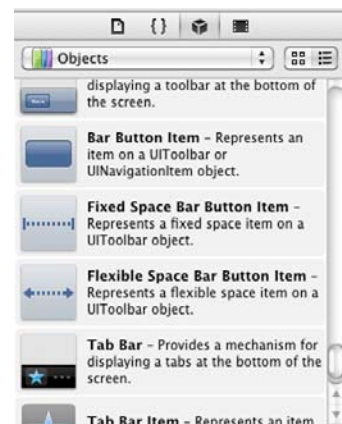 {}
Objects
displaying a toolbar at the bottom of
the screen.
Bar Button Item – Represents an
item on a UIToolbar or
UINavigationItem object.
Fixed Space Bar Button Item –
Represents a fixed space item on a
UIToolbar object.
Flexible Space Bar Button Item –
Represents a flexible space item on a
UIToolbar object.
Tab Bar – Provides a mechanism for
displaying a tabs at the bottom of the
screen.
Tab Bar Item – Represents an item